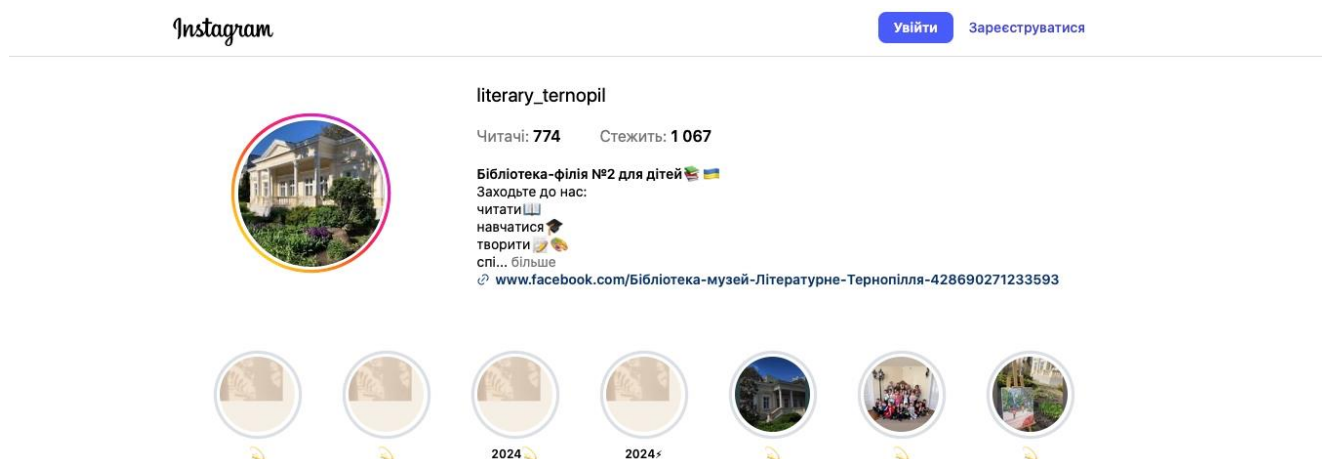 Instagram
Увійти
Зареєструватися
literary_ternopil
Читачі: 774 Стежить: 1 067
Бібліотека-філія №2 для дітей📚🇺🇦
Заходьте до нас:
читати📖
навчатися🎓
творити📝🎨
спі... більше
www.facebook.com/Бібліотека-музей-Літературне-Тернопілля-428690271233593
💫 💫 2024💫 2024⚡ 💫 💫 💫